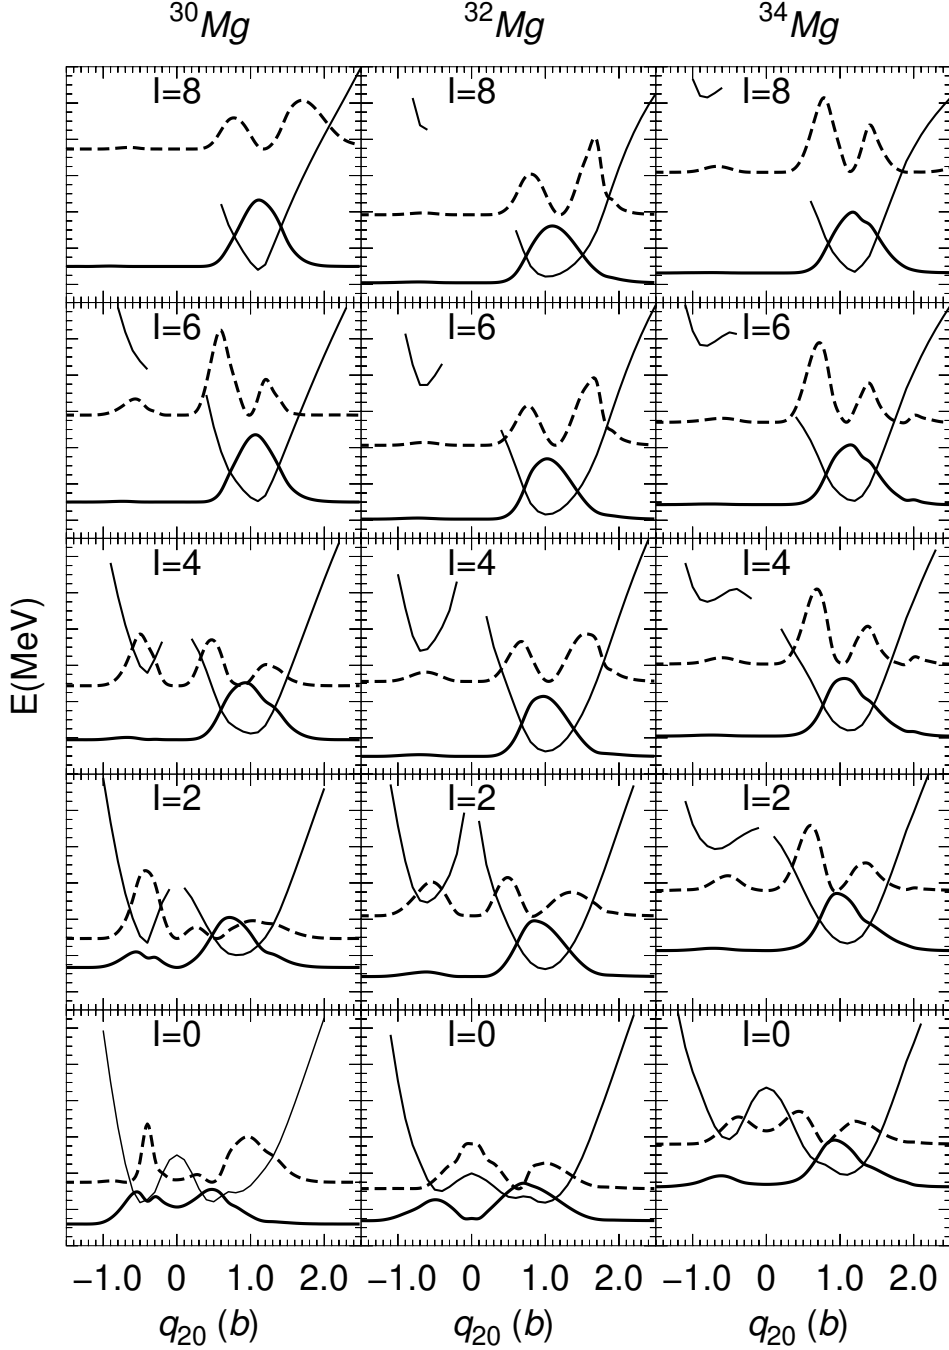 30Mg 32Mg 34Mg
I=8 I=8 I=8
I=6 I=6 I=6
I=4 I=4 I=4
E(MeV)
I=2 I=2 I=2
I=0 I=0 I=0
−1.0 0 1.0 2.0 −1.0 0 1.0 2.0 −1.0 0 1.0 2.0
q20 (b) q20 (b) q20 (b)